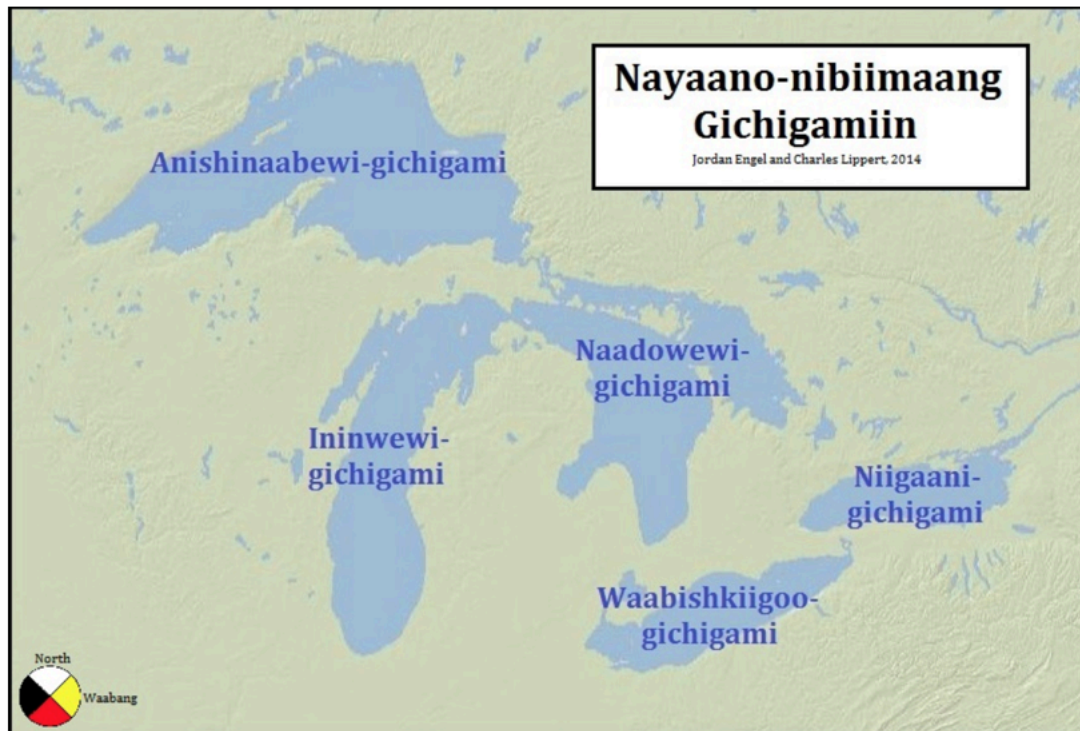 Nayaano-nibiimaang
Gichigamiin
Jordan Engel and Charles Lippert, 2014
Anishinaabewi-gichigami
Naadowewi-
gichigami
Ininwewi-
gichigami
Niigaani-
gichigami
Waabishkiigoo-
gichigami
North
Waabang